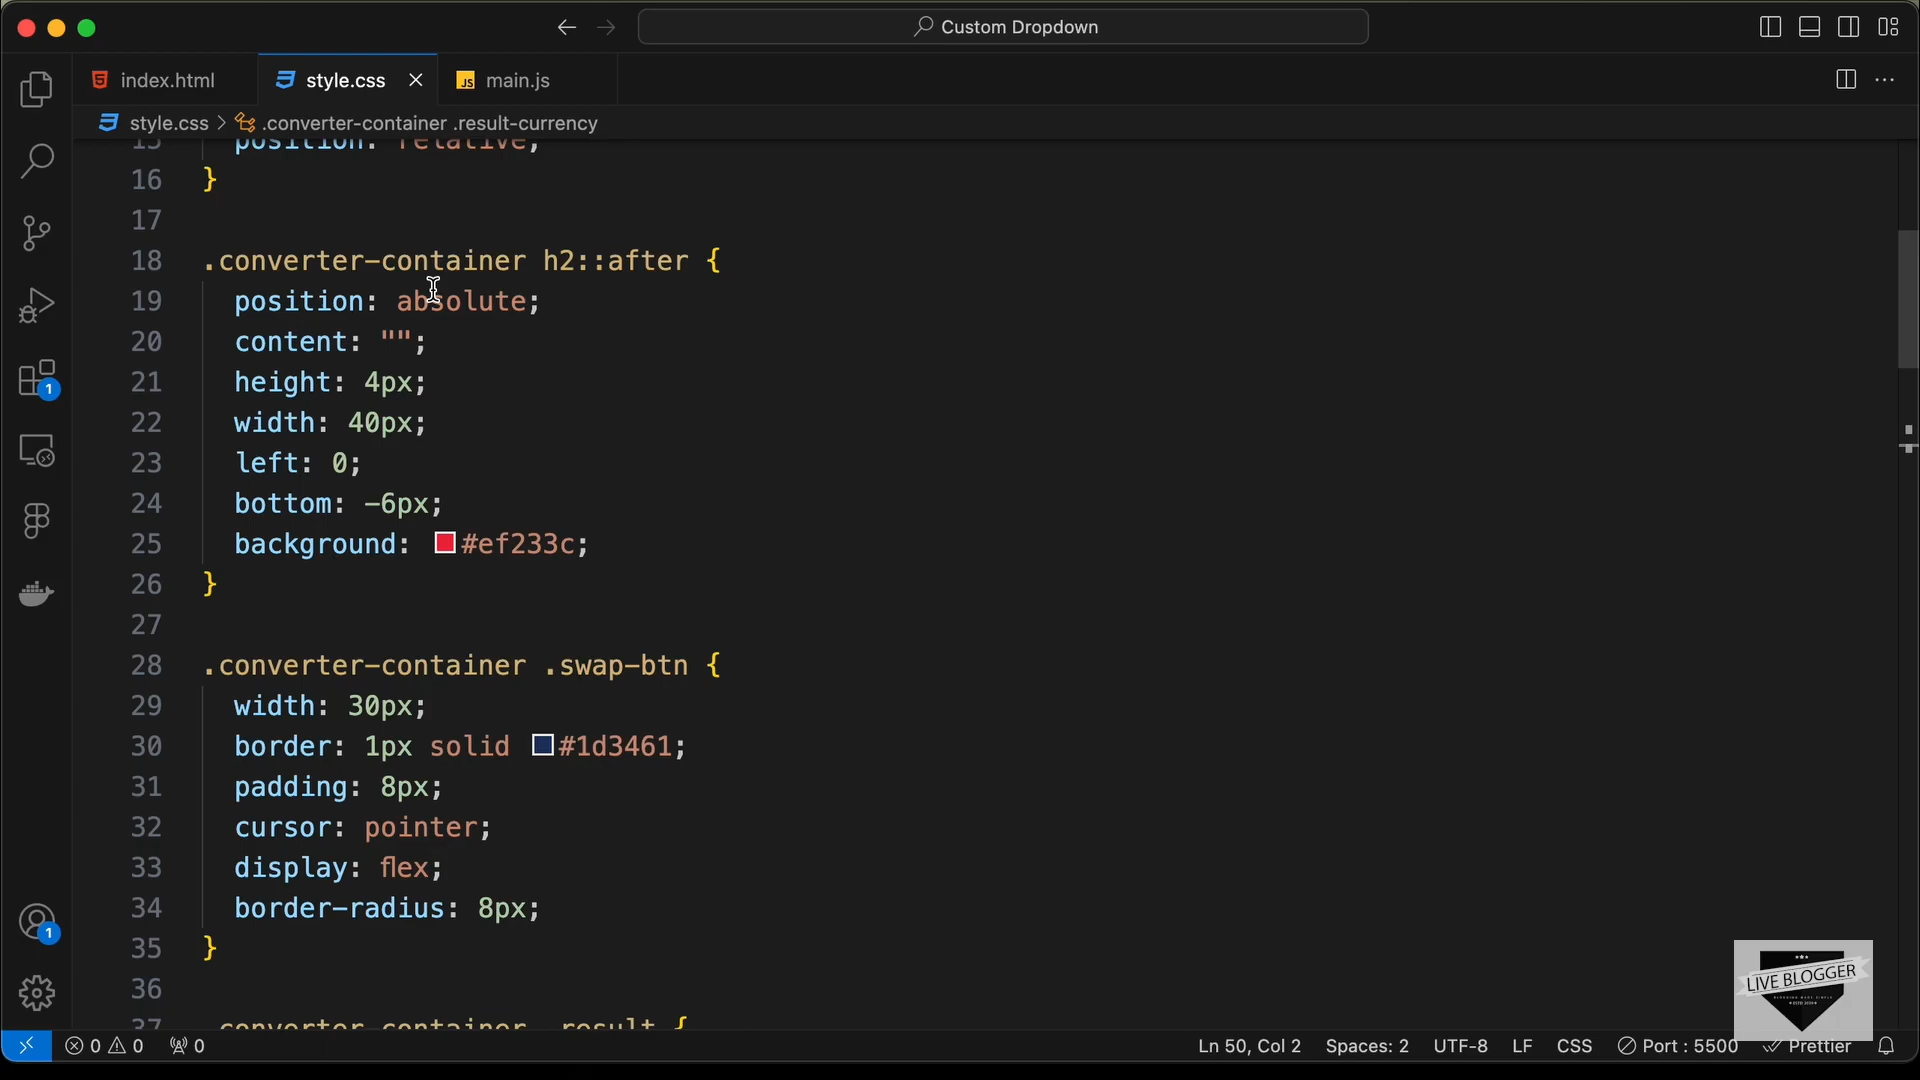 Custom Dropdown
index.html style.css main.js
style.css > .converter-container .result-currency
15 position: relative;
16 }
17
18 .converter-container h2::after {
19 position: absolute;
20 content: "";
21 height: 4px;
22 width: 40px;
23 left: 0;
24 bottom: -6px;
25 background: #ef233c;
26 }
27
28 .converter-container .swap-btn {
29 width: 30px;
30 border: 1px solid #1d3461;
31 padding: 8px;
32 cursor: pointer;
33 display: flex;
34 border-radius: 8px;
35 }
36
37 .converter-container .result {
1
1
LIVE BLOGGER
0 0 0 Ln 50, Col 2 Spaces: 2 UTF-8 LF CSS Port : 5500 Prettier